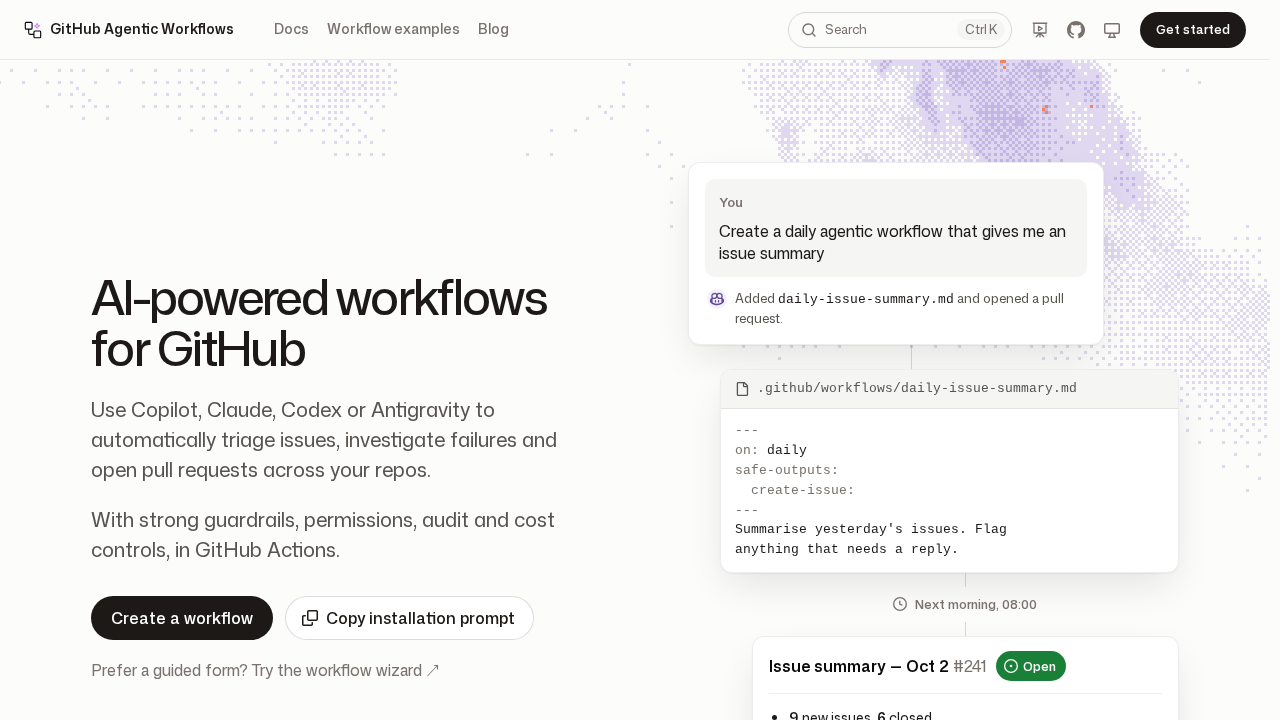 GitHub Agentic Workflows
Docs
Workflow examples
Blog
Search
Ctrl K
Get started
AI-powered workflows
for GitHub
Use Copilot, Claude, Codex or Antigravity to
automatically triage issues, investigate failures and
open pull requests across your repos.
With strong guardrails, permissions, audit and cost
controls, in GitHub Actions.
Create a workflow
Copy installation prompt
Prefer a guided form? Try the workflow wizard ↗
You
Create a daily agentic workflow that gives me an
issue summary
Added daily-issue-summary.md and opened a pull
request.
.github/workflows/daily-issue-summary.md
---
on: daily
safe-outputs:
  create-issue:
---
Summarise yesterday's issues. Flag
anything that needs a reply.
Next morning, 08:00
Issue summary — Oct 2 #241
Open
• 9 new issues, 6 closed